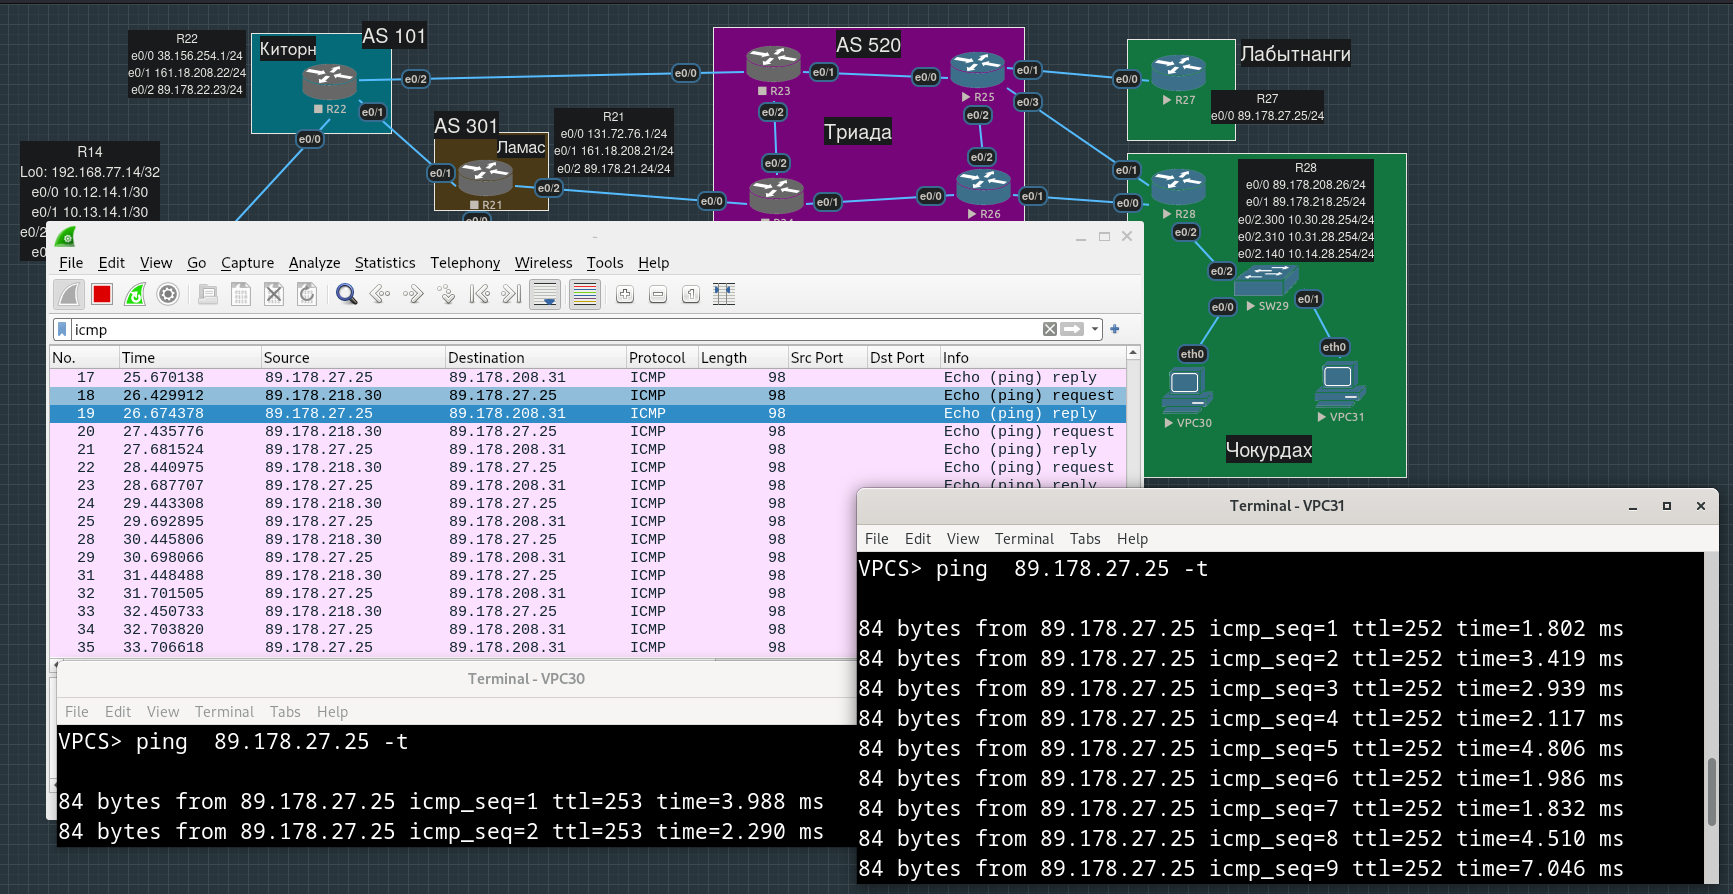 R22
e0/0 38.156.254.1/24
e0/1 161.18.208.22/24
e0/2 89.178.22.23/24
Киторн
AS 101
R22
e0/2
e0/1
e0/0
R14
Lo0: 192.168.77.14/32
e0/0 10.12.14.1/30
e0/1 10.13.14.1/30
AS 301
Ламас
e0/1
e0/2
R21
e0/0
R21
e0/0 131.72.76.1/24
e0/1 161.18.208.21/24
e0/2 89.178.21.24/24
AS 520
Триада
e0/0
e0/1
R23
e0/2
e0/0
e0/1
R25
e0/3
e0/2
e0/2
e0/2
e0/0
e0/1
e0/0
e0/1
R26
Лабытнанги
e0/0
R27
R27
e0/0 89.178.27.25/24
e0/1
e0/0
R28
e0/2
R28
e0/0 89.178.208.26/24
e0/1 89.178.218.25/24
e0/2.300 10.30.28.254/24
e0/2.310 10.31.28.254/24
e0/2.140 10.14.28.254/24
e0/2
SW29
e0/0
e0/1
eth0
eth0
VPC30
VPC31
Чокурдах
File Edit View Go Capture Analyze Statistics Telephony Wireless Tools Help
icmp
No. Time Source Destination Protocol Length Src Port Dst Port Info
17 25.670138 89.178.27.25 89.178.208.31 ICMP 98 Echo (ping) reply
18 26.429912 89.178.218.30 89.178.27.25 ICMP 98 Echo (ping) request
19 26.674378 89.178.27.25 89.178.208.31 ICMP 98 Echo (ping) reply
20 27.435776 89.178.218.30 89.178.27.25 ICMP 98 Echo (ping) request
21 27.681524 89.178.27.25 89.178.208.31 ICMP 98 Echo (ping) reply
22 28.440975 89.178.218.30 89.178.27.25 ICMP 98 Echo (ping) request
23 28.687707 89.178.27.25 89.178.208.31 ICMP 98 Echo (ping) reply
24 29.443308 89.178.218.30 89.178.27.25 ICMP 98
25 29.692895 89.178.27.25 89.178.208.31 ICMP 98
28 30.445806 89.178.218.30 89.178.27.25 ICMP 98
29 30.698066 89.178.27.25 89.178.208.31 ICMP 98
31 31.448488 89.178.218.30 89.178.27.25 ICMP 98
32 31.701505 89.178.27.25 89.178.208.31 ICMP 98
33 32.450733 89.178.218.30 89.178.27.25 ICMP 98
34 32.703820 89.178.27.25 89.178.208.31 ICMP 98
35 33.706618 89.178.27.25 89.178.208.31 ICMP 98
Terminal - VPC30
File Edit View Terminal Tabs Help
VPCS> ping 89.178.27.25 -t
84 bytes from 89.178.27.25 icmp_seq=1 ttl=253 time=3.988 ms
84 bytes from 89.178.27.25 icmp_seq=2 ttl=253 time=2.290 ms
Terminal - VPC31
File Edit View Terminal Tabs Help
VPCS> ping 89.178.27.25 -t
84 bytes from 89.178.27.25 icmp_seq=1 ttl=252 time=1.802 ms
84 bytes from 89.178.27.25 icmp_seq=2 ttl=252 time=3.419 ms
84 bytes from 89.178.27.25 icmp_seq=3 ttl=252 time=2.939 ms
84 bytes from 89.178.27.25 icmp_seq=4 ttl=252 time=2.117 ms
84 bytes from 89.178.27.25 icmp_seq=5 ttl=252 time=4.806 ms
84 bytes from 89.178.27.25 icmp_seq=6 ttl=252 time=1.986 ms
84 bytes from 89.178.27.25 icmp_seq=7 ttl=252 time=1.832 ms
84 bytes from 89.178.27.25 icmp_seq=8 ttl=252 time=4.510 ms
84 bytes from 89.178.27.25 icmp_seq=9 ttl=252 time=7.046 ms